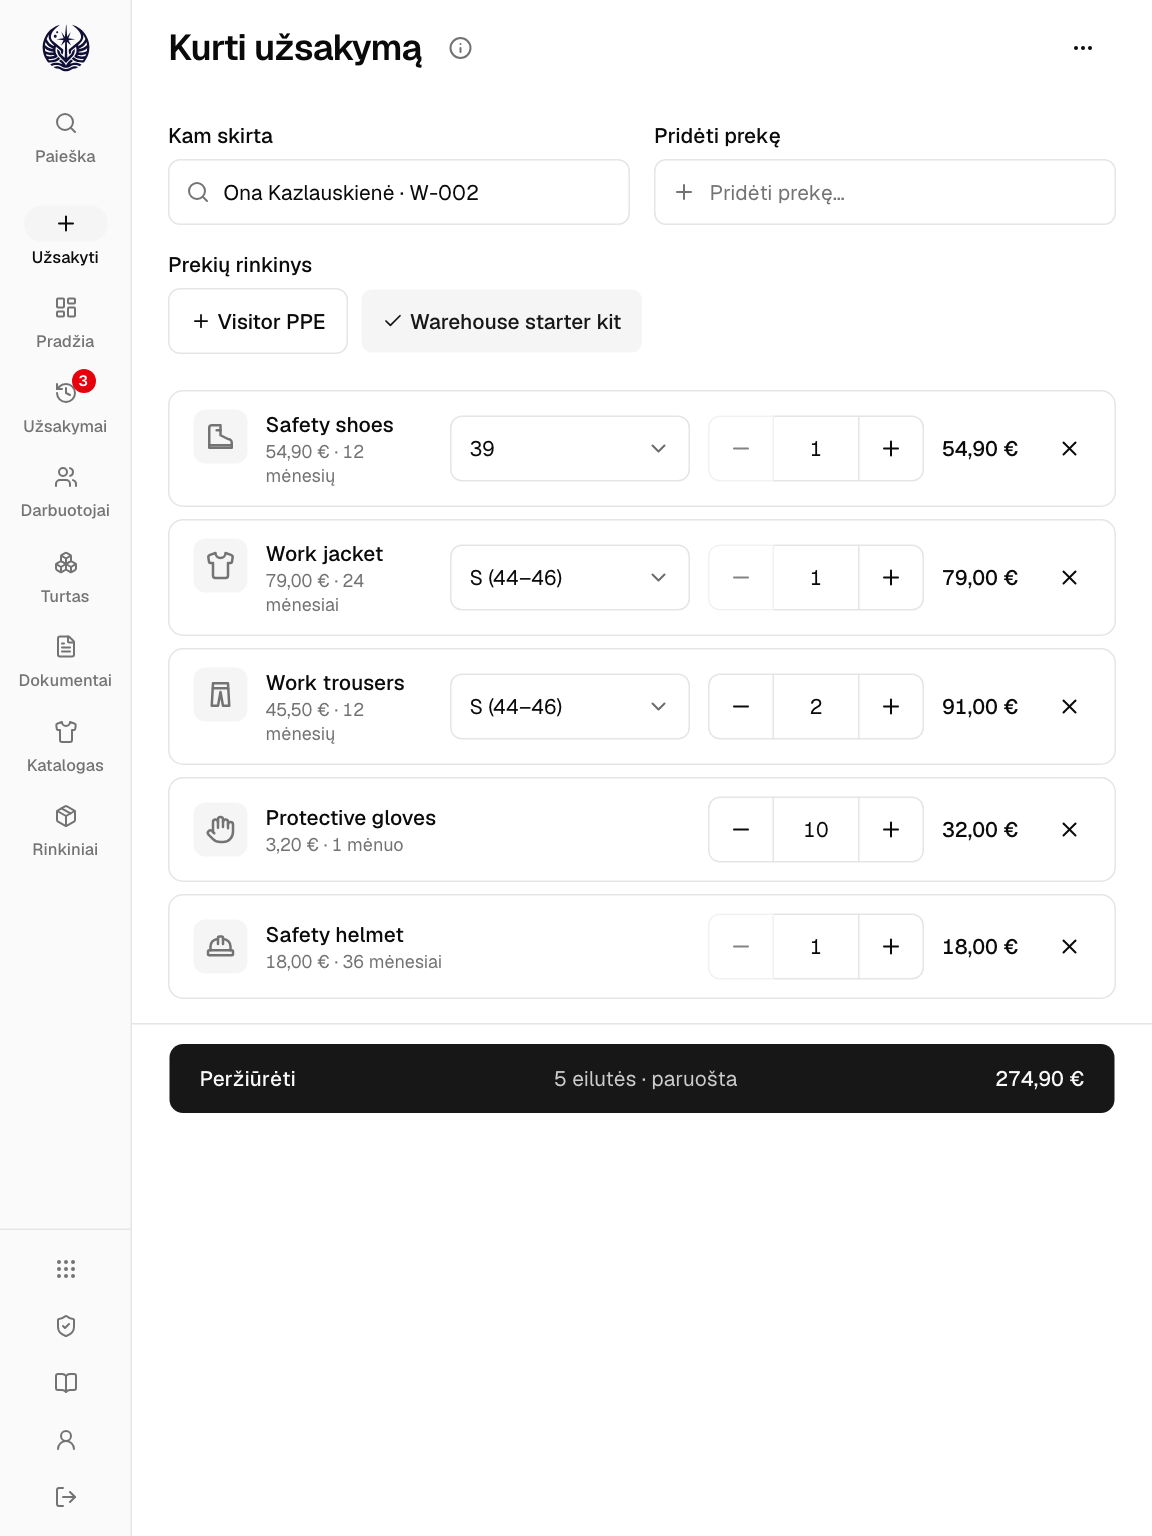 Kurti užsakymą
Paieška
Užsakyti
Pradžia
3
Užsakymai
Darbuotojai
Turtas
Dokumentai
Katalogas
Rinkiniai
Kam skirta
Ona Kazlauskienė · W-002
Pridėti prekę
Pridėti prekę…
Prekių rinkinys
Visitor PPE
Warehouse starter kit
Safety shoes
54,90 € · 12
mėnesių
39
1
54,90 €
Work jacket
79,00 € · 24
mėnesiai
S (44–46)
1
79,00 €
Work trousers
45,50 € · 12
mėnesių
S (44–46)
2
91,00 €
Protective gloves
3,20 € · 1 mėnuo
10
32,00 €
Safety helmet
18,00 € · 36 mėnesiai
1
18,00 €
Peržiūrėti
5 eilutės · paruošta
274,90 €